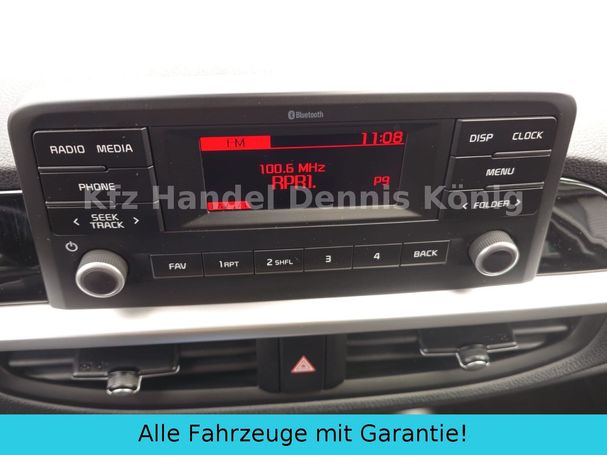 Bluetooth
FM 11:08
RADIO MEDIA
DISP CLOCK
100.6 MHz
RPR1. P9
PHONE
MENU
Kfz Handel Dennis König
< SEEK TRACK >
< FOLDER >
FAV 1 RPT 2 SHFL 3 4 BACK
Alle Fahrzeuge mit Garantie!